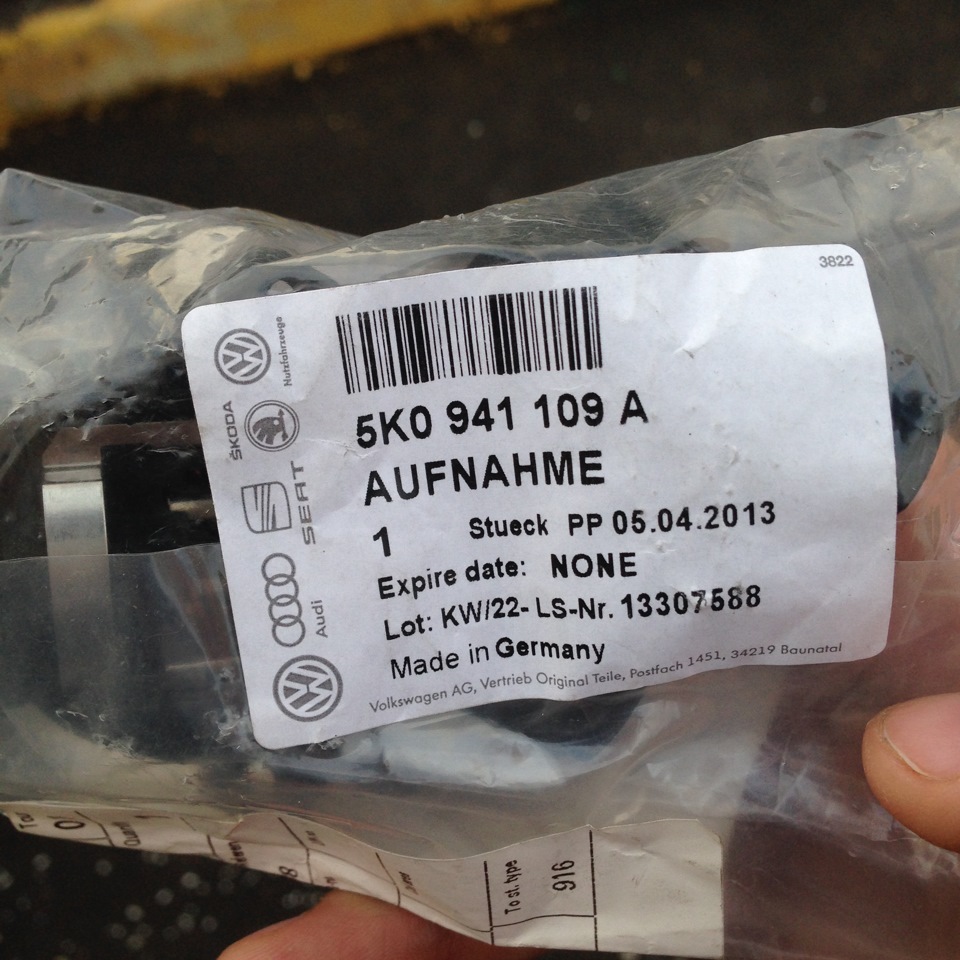 3822
Nutzfahrzeuge
ŠKODA
SEAT
Audi
5K0 941 109 A
AUFNAHME
1 Stueck PP 05.04.2013
Expire date: NONE
Lot: KW/22- LS-Nr. 13307588
Made in Germany
Volkswagen AG, Vertrieb Original Teile, Postfach 1451, 34219 Baunatal
To st. type
916